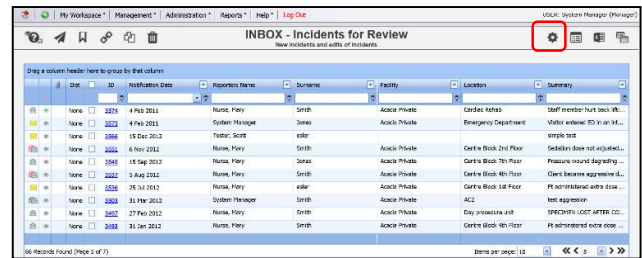 My Workspace Management Administration Reports Help Log Out USER: System Manager (Manager)
INBOX - Incidents for Review
New incidents and edits of incidents
Drag a column header here to group by that column
Dist ID Notification Date Reporters Name Surname Facility Location Summary
None 3574 4 Feb 2011 Nurse, Mary Smith Acacia Private Cardiac Rehab Staff member hurt back lifti...
None 3573 4 Feb 2011 System Manager Jones Acacia Private Emergency Department Visitor entered ED in an int...
None 3566 15 Dec 2012 Tester, Scott esler simple test
None 3551 6 Nov 2012 Nurse, Mary Smith Acacia Private Centre Block 2nd Floor Sedation dose not adjusted...
None 3545 15 Sep 2012 Nurse, Mary Jones Acacia Private Centre Block 7th Floor Pressure wound degrading ...
None 3537 5 Aug 2012 Nurse, Mary Smith Acacia Private Centre Block 4th Floor Client became aggressive d...
None 3536 25 Jul 2012 Nurse, Mary esler Acacia Private Centre Block 1st Floor Pt administered extra dose ...
None 3503 31 Mar 2012 System Manager Smith Acacia Private AC2 test aggression
None 3497 27 Feb 2012 Nurse, Mary Smith Acacia Private Day procedure unit SPECIMEN LOST AFTER CO...
None 3493 31 Jan 2012 Nurse, Mary Smith Acacia Private Centre Block 4th Floor Pt administered extra dose ...
66 Records Found (Page 5 of 7) Items per page: 10 5